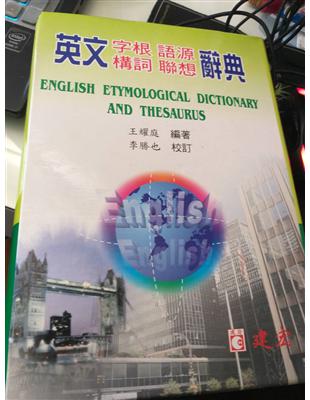 英文字根語源構詞聯想辭典
ENGLISH ETYMOLOGICAL DICTIONARY
AND THESAURUS
王耀庭 編著
李勝也 校訂
English
English
建宏